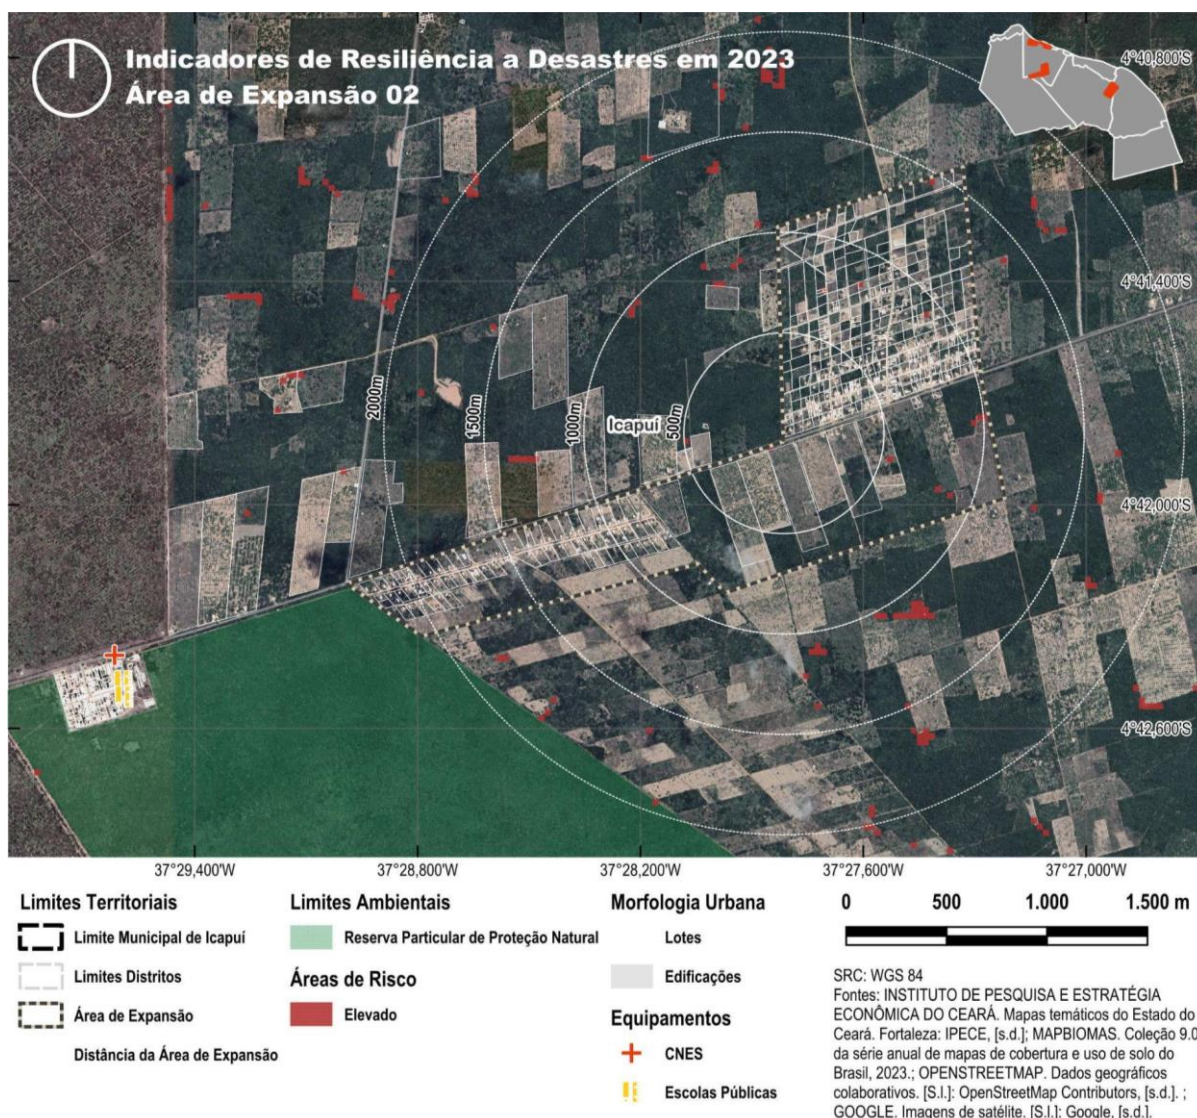 Indicadores de Resiliência a Desastres em 2023
Área de Expansão 02
4°40,800'S
4°41,400'S
2000m
1500m
1000m
Icapuí
500m
4°42,000'S
4°42,600'S
37°29,400'W
37°28,800'W
37°28,200'W
37°27,600'W
37°27,000'W
Limites Territoriais
Limite Municipal de Icapuí
Limites Distritos
Área de Expansão
Distância da Área de Expansão
Limites Ambientais
Reserva Particular de Proteção Natural
Áreas de Risco
Elevado
Morfologia Urbana
Lotes
Edificações
Equipamentos
CNES
Escolas Públicas
0 500 1.000 1.500 m
SRC: WGS 84
Fontes: INSTITUTO DE PESQUISA E ESTRATÉGIA
ECONÔMICA DO CEARÁ. Mapas temáticos do Estado do
Ceará. Fortaleza: IPECE, [s.d.]; MAPBIOMAS. Coleção 9.0
da série anual de mapas de cobertura e uso de solo do
Brasil, 2023.; OPENSTREETMAP. Dados geográficos
colaborativos. [S.l.]: OpenStreetMap Contributors, [s.d.]. ;
GOOGLE. Imagens de satélite. [S.l.]: Google, [s.d.].